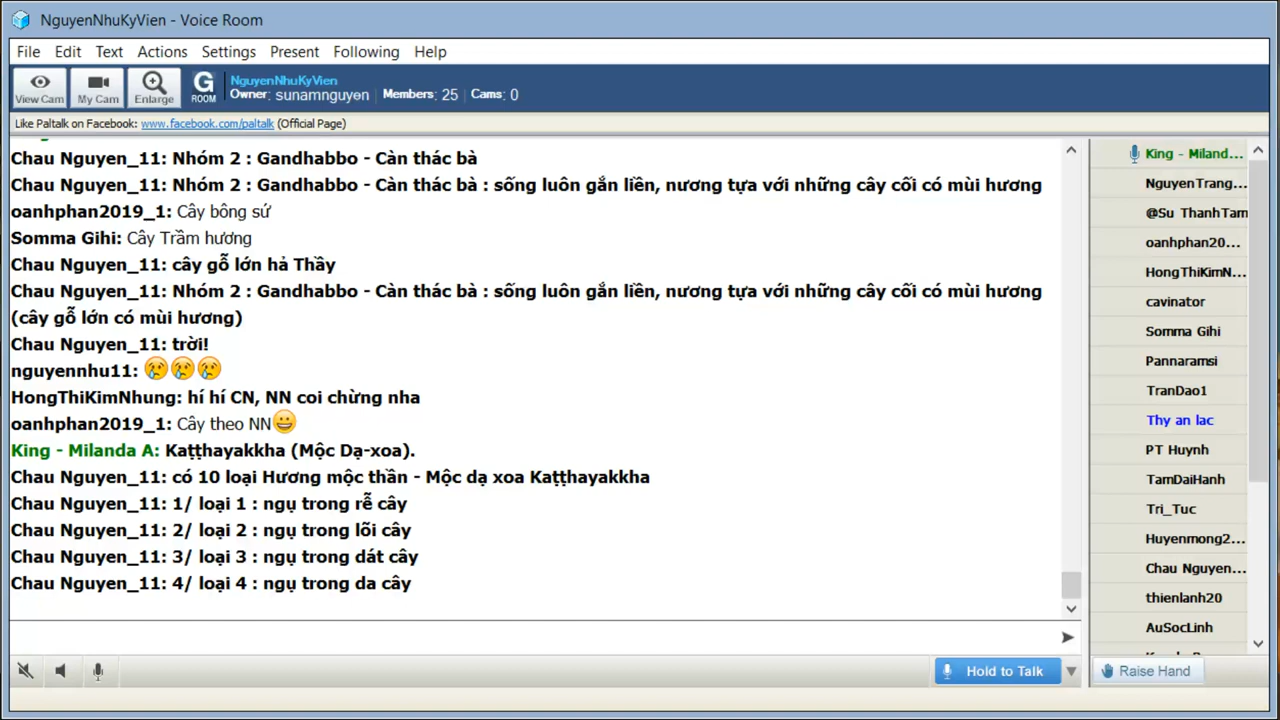 NguyenNhuKyVien - Voice Room
File Edit Text Actions Settings Present Following Help
View Cam My Cam Enlarge G ROOM NguyenNhuKyVien
Owner: sunamnguyen Members: 25 Cams: 0
Like Paltalk on Facebook: www.facebook.com/paltalk (Official Page)
Chau Nguyen_11: Nhóm 2 : Gandhabbo - Càn thác bà
Chau Nguyen_11: Nhóm 2 : Gandhabbo - Càn thác bà : sống luôn gắn liền, nương tựa với những cây cối có mùi hương
oanhphan2019_1: Cây bông sứ
Somma Gihi: Cây Trầm hương
Chau Nguyen_11: cây gỗ lớn hả Thầy
Chau Nguyen_11: Nhóm 2 : Gandhabbo - Càn thác bà : sống luôn gắn liền, nương tựa với những cây cối có mùi hương
(cây gỗ lớn có mùi hương)
Chau Nguyen_11: trời!
nguyennhu11: 😢😢😢
HongThiKimNhung: hí hí CN, NN coi chừng nha
oanhphan2019_1: Cây theo NN😀
King - Milanda A: Kaṭṭhayakkha (Mộc Dạ-xoa).
Chau Nguyen_11: có 10 loại Hương mộc thần - Mộc dạ xoa Kaṭṭhayakkha
Chau Nguyen_11: 1/ loại 1 : ngụ trong rễ cây
Chau Nguyen_11: 2/ loại 2 : ngụ trong lõi cây
Chau Nguyen_11: 3/ loại 3 : ngụ trong dát cây
Chau Nguyen_11: 4/ loại 4 : ngụ trong da cây
King - Miland...
NguyenTrang...
@Su ThanhTam
oanhphan20...
HongThiKimN...
cavinator
Somma Gihi
Pannaramsi
TranDao1
Thy an lac
PT Huynh
TamDaiHanh
Tri_Tuc
Huyenmong2...
Chau Nguyen...
thienlanh20
AuSocLinh
Hold to Talk
Raise Hand